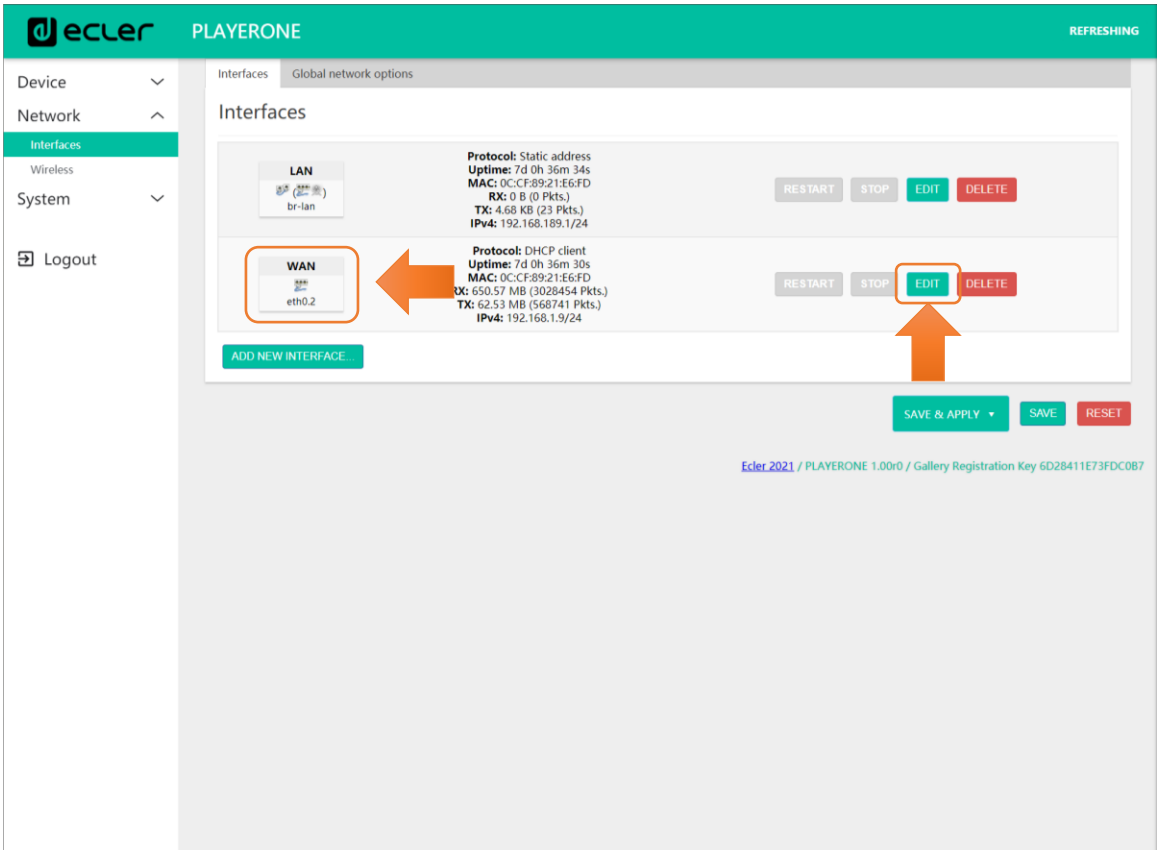 ecler
PLAYERONE
REFRESHING
Device
Network
Interfaces
Wireless
System
Logout
Interfaces
Global network options
Interfaces
LAN
br-lan
Protocol: Static address
Uptime: 7d 0h 36m 34s
MAC: 0C:CF:89:21:E6:FD
RX: 0 B (0 Pkts.)
TX: 4.68 KB (23 Pkts.)
IPv4: 192.168.189.1/24
RESTART
STOP
EDIT
DELETE
WAN
eth0.2
Protocol: DHCP client
Uptime: 7d 0h 36m 30s
MAC: 0C:CF:89:21:E6:FD
RX: 650.57 MB (3028454 Pkts.)
TX: 62.53 MB (568741 Pkts.)
IPv4: 192.168.1.9/24
RESTART
STOP
EDIT
DELETE
ADD NEW INTERFACE...
SAVE & APPLY
SAVE
RESET
Ecler 2021 / PLAYERONE 1.00r0 / Gallery Registration Key 6D28411E73FDC0B7